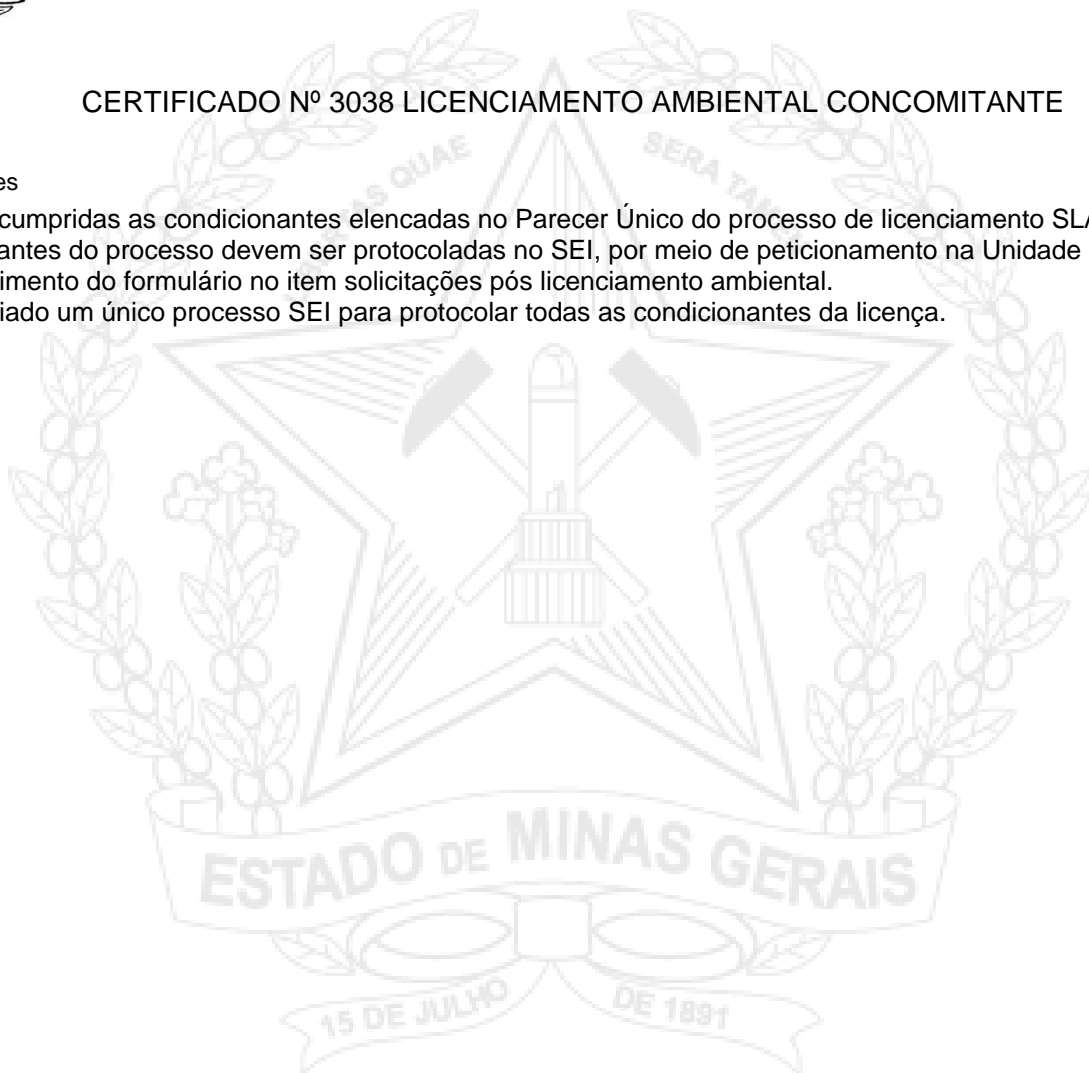 CERTIFICADO Nº 3038 LICENCIAMENTO AMBIENTAL CONCOMITANTE
es
cumpridas as condicionantes elencadas no Parecer Único do processo de licenciamento SLA
antes do processo devem ser protocoladas no SEI, por meio de peticionamento na Unidade
imento do formulário no item solicitações pós licenciamento ambiental.
iado um único processo SEI para protocolar todas as condicionantes da licença.
QUAE SERA TAMEN
ESTADO DE MINAS GERAIS
15 DE JULHO DE 1891